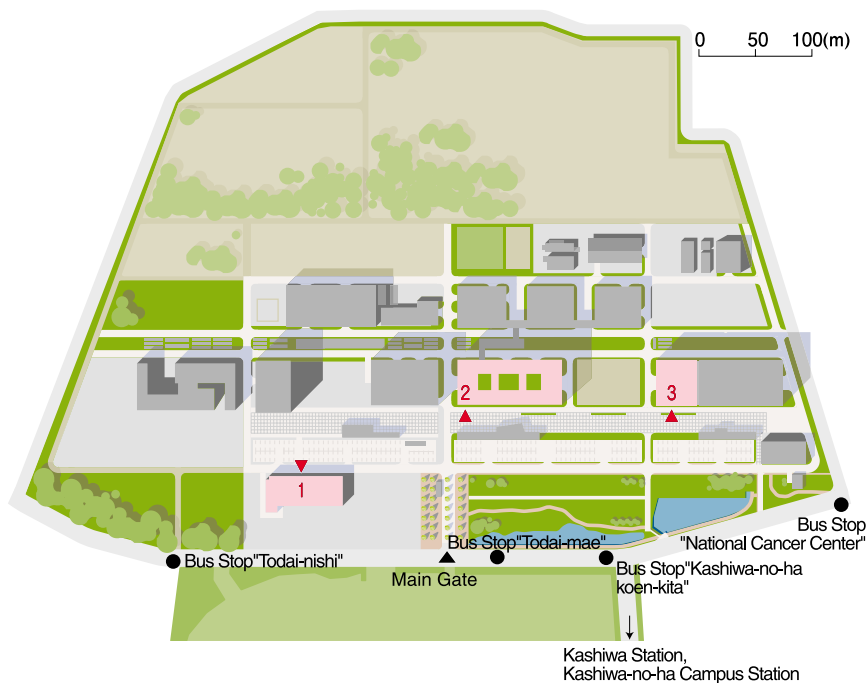 0 50 100(m)
2
3
1
Bus Stop
"National Cancer Center"
Bus Stop"Todai-nishi"
Bus Stop"Todai-mae"
Main Gate
Bus Stop"Kashiwa-no-ha
koen-kita"
Kashiwa Station,
Kashiwa-no-ha Campus Station